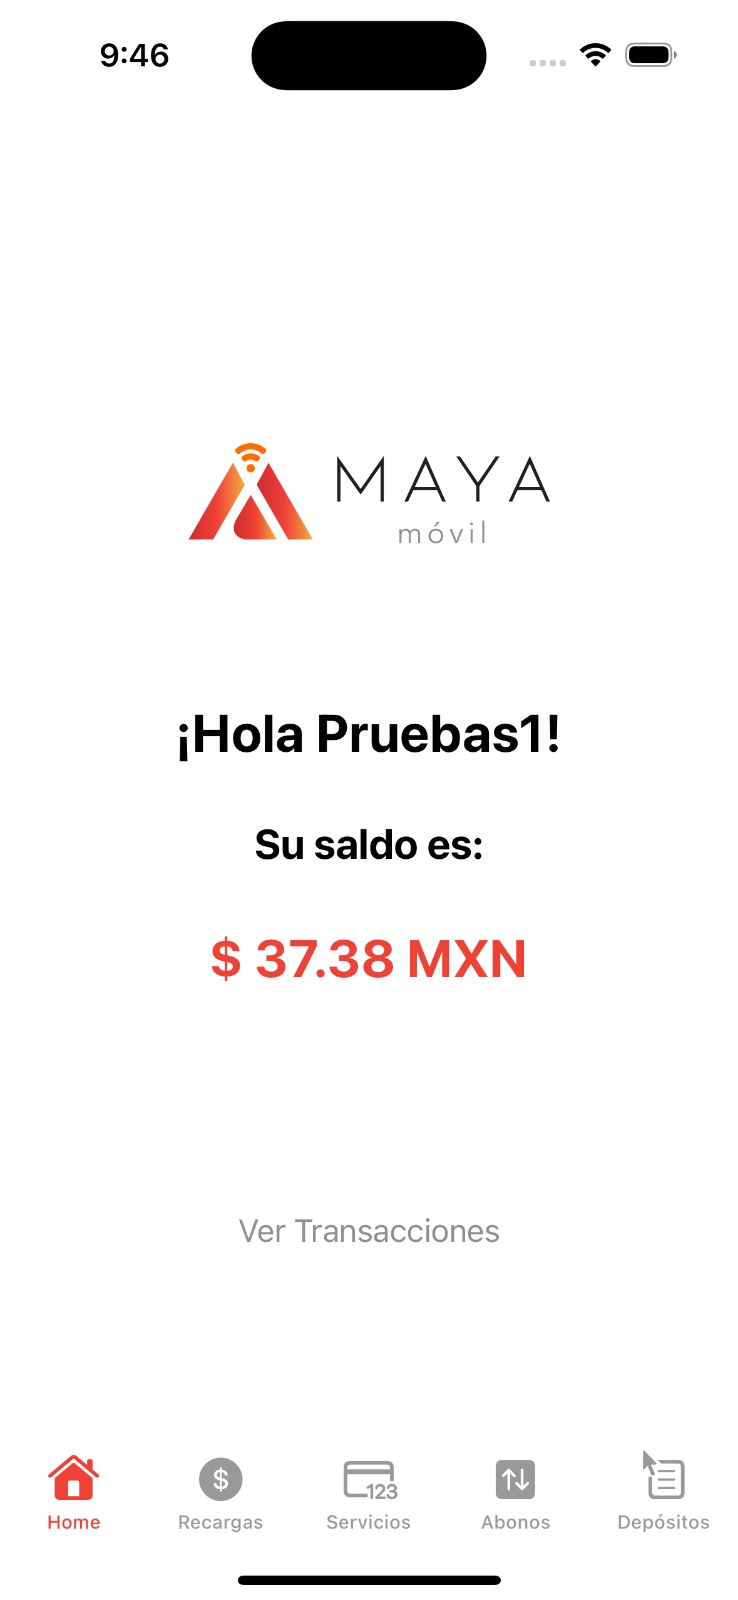 9:46
MAYA
móvil
¡Hola Pruebas1!
Su saldo es:
$ 37.38 MXN
Ver Transacciones
$
123
Home
Recargas
Servicios
Abonos
Depósitos